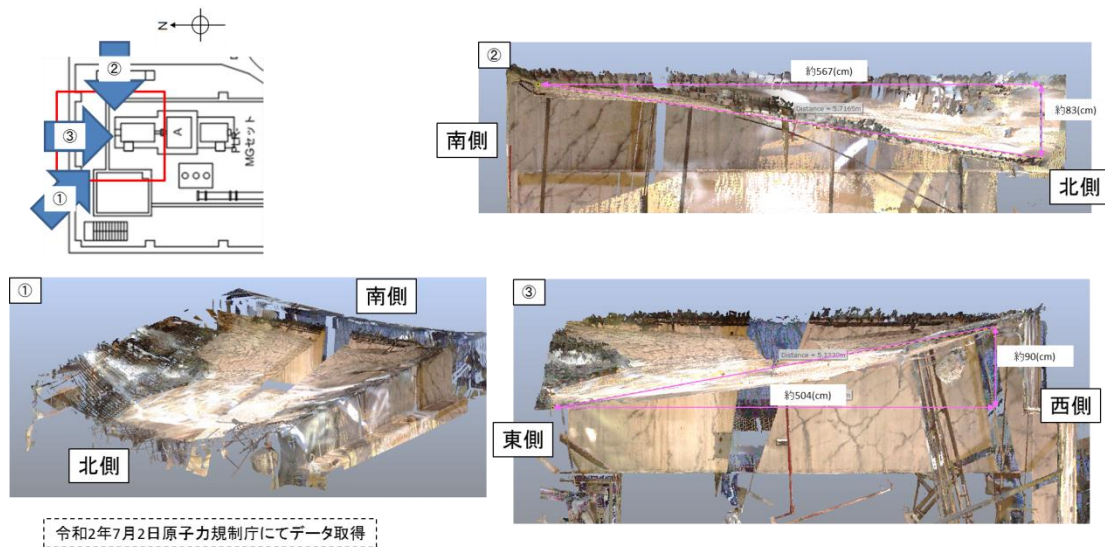 N
②
③
①
A
PLR
MGセット
②
約567(cm)
Distance = 5.7165m
約83(cm)
南側
北側
①
南側
北側
③
約90(cm)
約504(cm)
東側
西側
令和2年7月2日原子力規制庁にてデータ取得